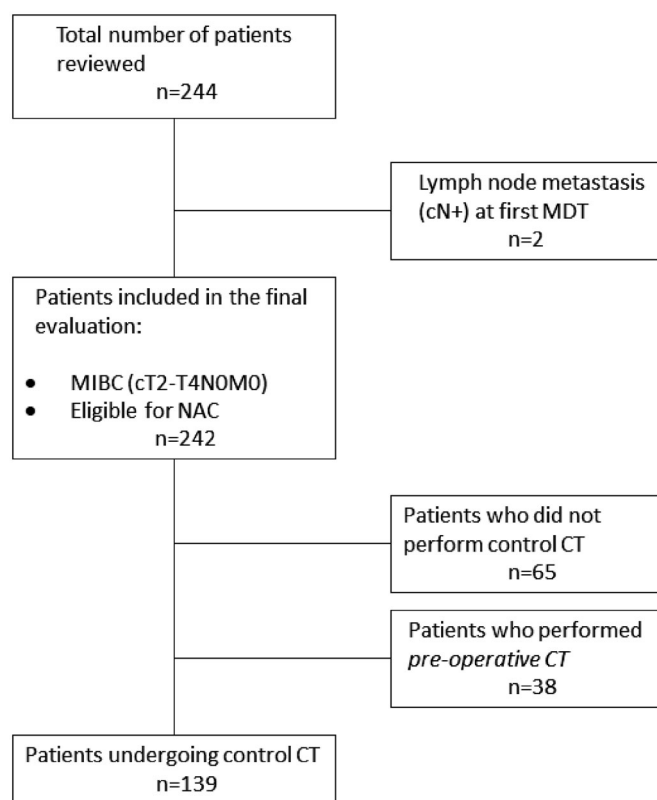 Total number of patients
reviewed
n=244
Lymph node metastasis
(cN+) at first MDT
n=2
Patients included in the final
evaluation:
• MIBC (cT2-T4N0M0)
• Eligible for NAC
n=242
Patients who did not
perform control CT
n=65
Patients who performed
pre-operative CT
n=38
Patients undergoing control CT
n=139